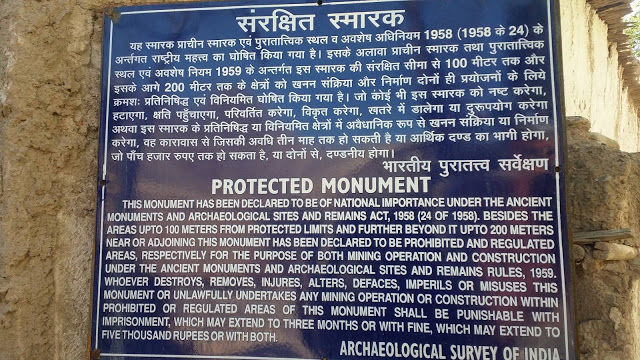 संरक्षित स्मारक
यह स्मारक प्राचीन स्मारक एवं पुरातात्विक स्थल व अवशेष अधिनियम 1958 (1958 के 24) के
अर्न्तगत राष्ट्रीय महत्व का घोषित किया गया है। इसके अलावा प्राचीन स्मारक तथा पुरातात्विक
स्थल एवं अवशेष नियम 1959 के अन्तर्गत इस स्मारक की संरक्षित सीमा से 100 मीटर तक और
इसके आगे 200 मीटर तक के क्षेत्रों को खनन संक्रिया और निर्माण दोनों ही प्रयोजनों के लिये
क्रमशः प्रतिनिषिद्ध एवं विनियमित घोषित किया गया है। जो कोई भी इस स्मारक को नष्ट करेगा,
हटाएगा, क्षति पहुँचाएगा, परिवर्तित करेगा, विकृत करेगा, खतरे में डालेगा या दुरूपयोग करेगा
अथवा इस स्मारक के प्रतिनिषिद्ध या विनियमित क्षेत्रों में अवैधानिक रूप से खनन संक्रिया या निर्माण
करेगा, वह कारावास से जिसकी अवधि तीन माह तक हो सकती है या आर्थिक दण्ड का भागी होगा,
जो पाँच हजार रुपए तक हो सकता है, या दोनों से, दण्डनीय होगा।
भारतीय पुरातत्त्व सर्वेक्षण
PROTECTED MONUMENT
THIS MONUMENT HAS BEEN DECLARED TO BE OF NATIONAL IMPORTANCE UNDER THE ANCIENT
MONUMENTS AND ARCHAEOLOGICAL SITES AND REMAINS ACT, 1958 (24 OF 1958). BESIDES THE
AREAS UPTO 100 METERS FROM PROTECTED LIMITS AND FURTHER BEYOND IT UPTO 200 METERS
NEAR OR ADJOINING THIS MONUMENT HAS BEEN DECLARED TO BE PROHIBITED AND REGULATED
AREAS, RESPECTIVELY FOR THE PURPOSE OF BOTH MINING OPERATION AND CONSTRUCTION
UNDER THE ANCIENT MONUMENTS AND ARCHAEOLOGICAL SITES AND REMAINS RULES, 1959.
WHOEVER DESTROYS, REMOVES, INJURES, ALTERS, DEFACES, IMPERILS OR MISUSES THIS
MONUMENT OR UNLAWFULLY UNDERTAKES ANY MINING OPERATION OR CONSTRUCTION WITHIN
PROHIBITED OR REGULATED AREAS OF THIS MONUMENT SHALL BE PUNISHABLE WITH
IMPRISONMENT, WHICH MAY EXTEND TO THREE MONTHS OR WITH FINE, WHICH MAY EXTEND TO
FIVE THOUSAND RUPEES OR WITH BOTH.
ARCHAEOLOGICAL SURVEY OF INDIA